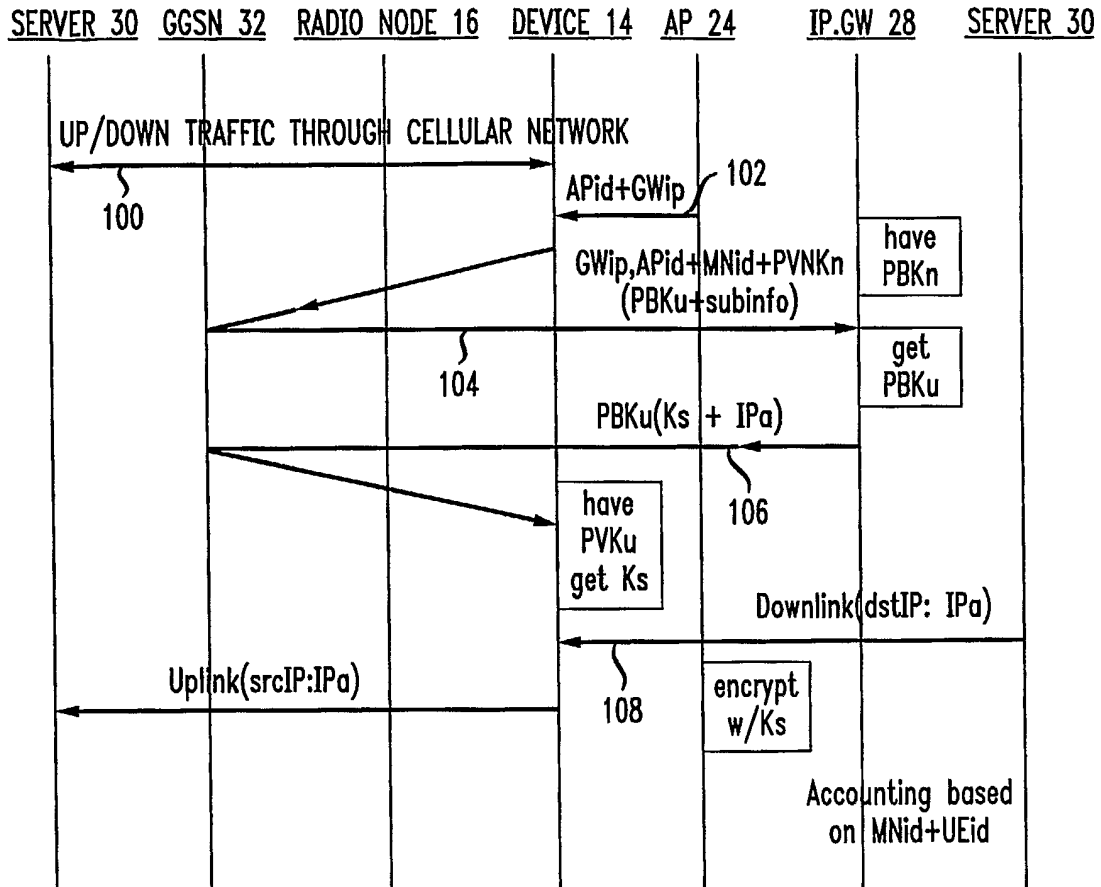 SERVER 30 GGSN 32 RADIO NODE 16 DEVICE 14 AP 24 IP.GW 28 SERVER 30
UP/DOWN TRAFFIC THROUGH CELLULAR NETWORK
100
APid+GWip
102
have
PBKn
GWip,APid+MNid+PVNKn
(PBKu+subinfo)
104
get
PBKu
PBKu(Ks + IPa)
106
have
PVKu
get Ks
Downlink(dstIP: IPa)
108
Uplink(srcIP:IPa)
encrypt
w/Ks
Accounting based
on MNid+UEid